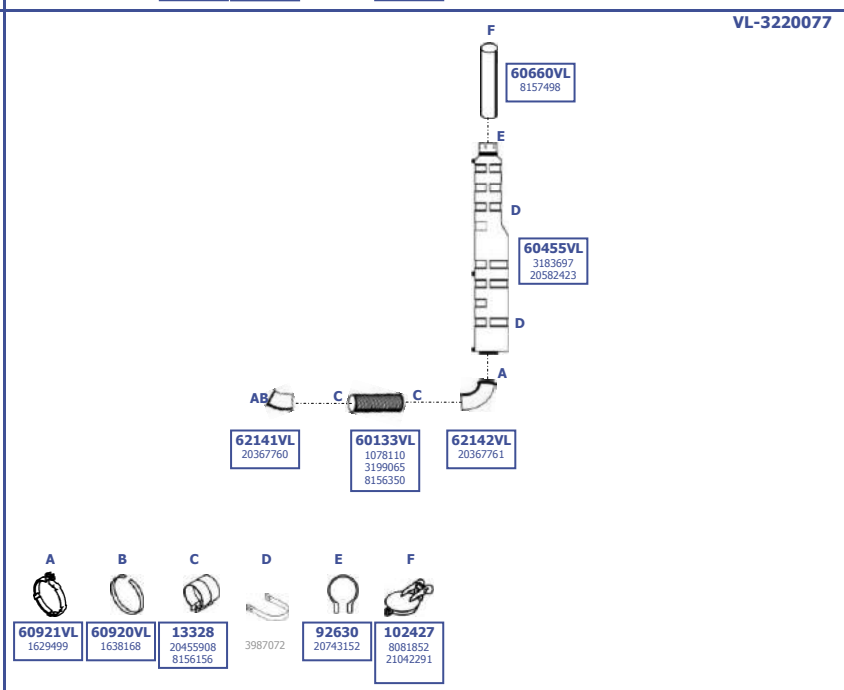 VL-3220077
F
60660VL
8157498
E
D
60455VL
3183697
20582423
D
A
AB
C
C
62141VL
20367760
60133VL
1078110
3199065
8156350
62142VL
20367761
A
B
C
D
E
F
60921VL
1629499
60920VL
1638168
13328
20455908
8156156
3987072
92630
20743152
102427
8081852
21042291